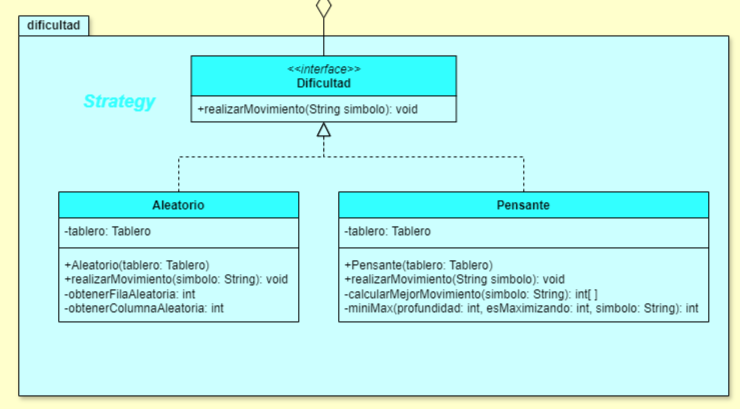 dificultad
<<interface>>
Dificultad
Strategy
+realizarMovimiento(String simbolo): void
Aleatorio
-tablero: Tablero
+Aleatorio(tablero: Tablero)
+realizarMovimiento(simbolo: String): void
-obtenerFilaAleatoria: int
-obtenerColumnaAleatoria: int
Pensante
-tablero: Tablero
+Pensante(tablero: Tablero)
+realizarMovimiento(String simbolo): void
-calcularMejorMovimiento(simbolo: String): int[ ]
-miniMax(profundidad: int, esMaximizando: int, simbolo: String): int